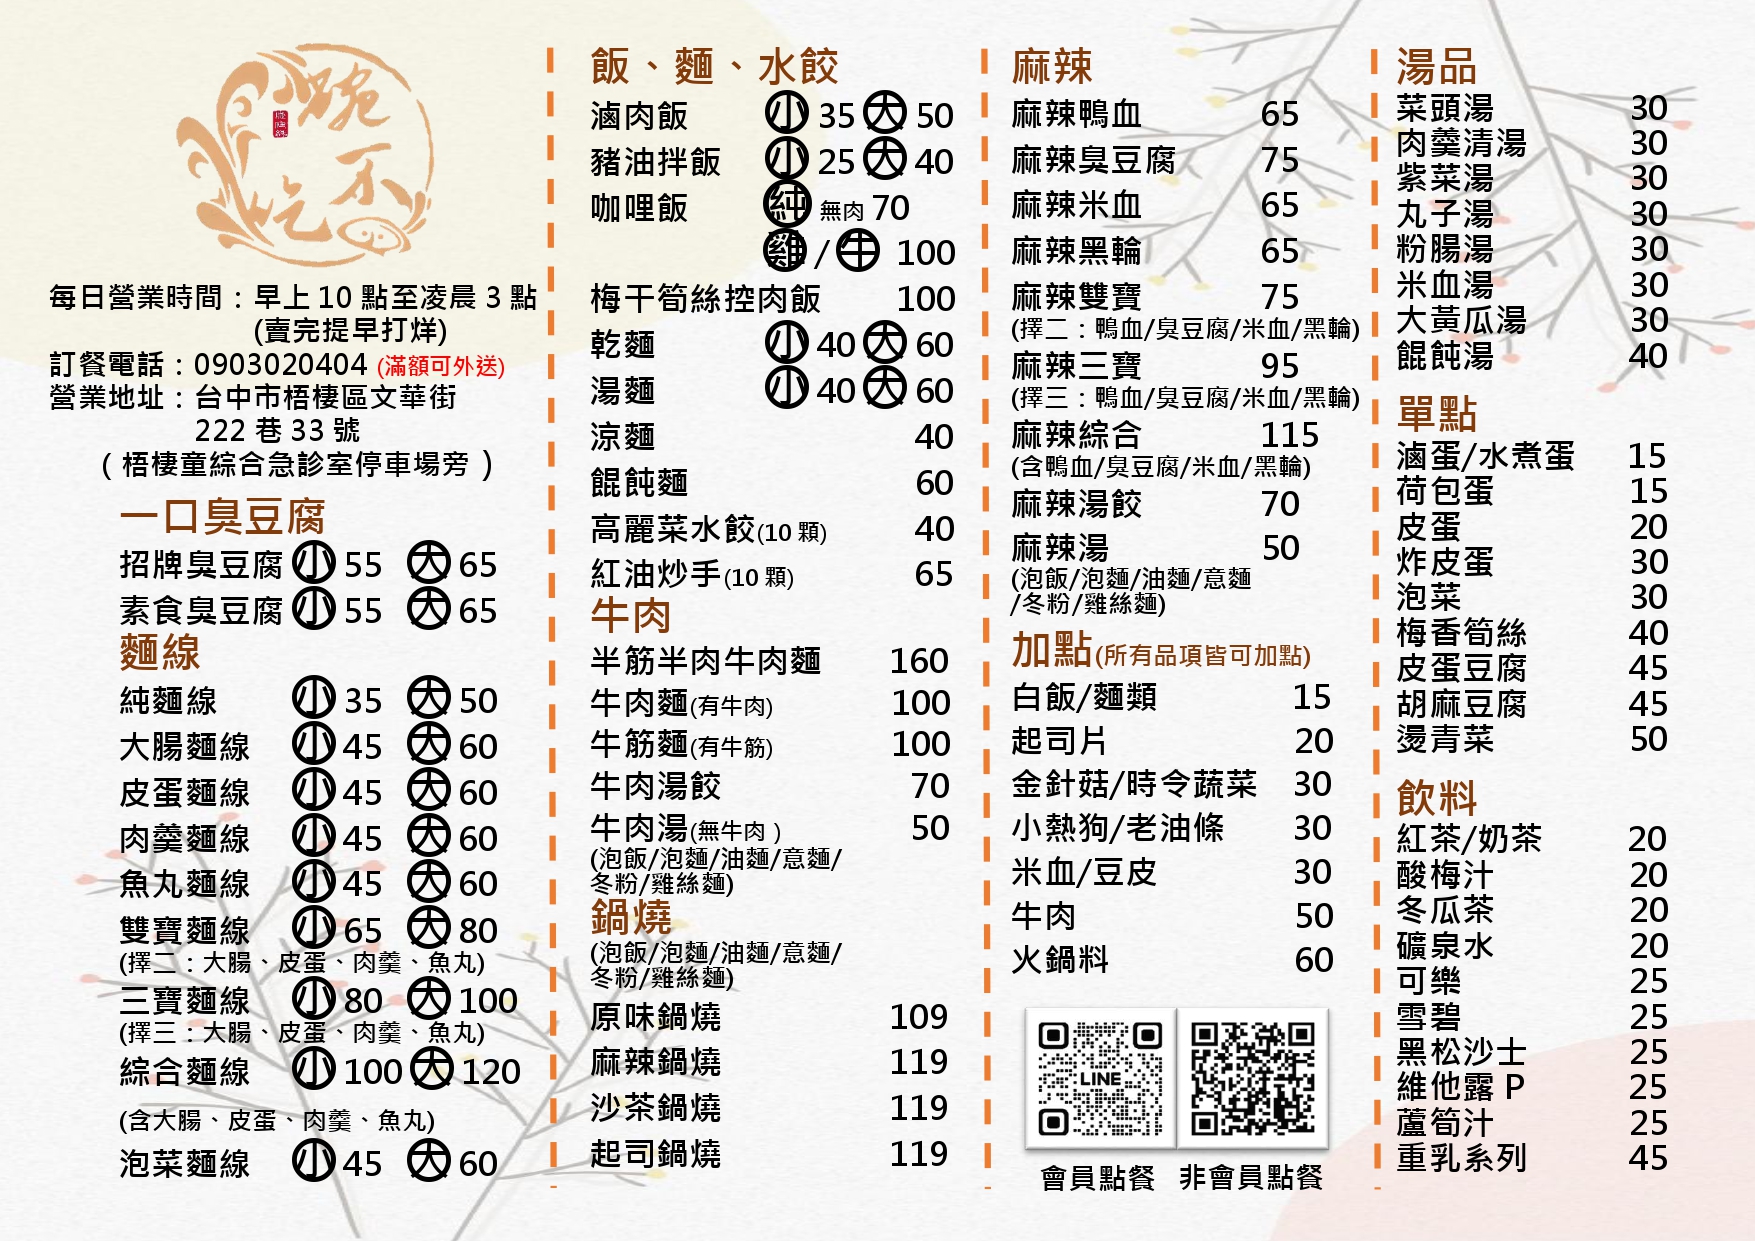 碗不吃
每日營業時間：早上 10 點至凌晨 3 點
(賣完提早打烊)
訂餐電話：0903020404 (滿額可外送)
營業地址：台中市梧棲區文華街
222 巷 33 號
（梧棲童綜合急診室停車場旁）
一口臭豆腐
招牌臭豆腐 小 55 大 65
素食臭豆腐 小 55 大 65
麵線
純麵線 小 35 大 50
大腸麵線 小 45 大 60
皮蛋麵線 小 45 大 60
肉羹麵線 小 45 大 60
魚丸麵線 小 45 大 60
雙寶麵線 小 65 大 80
(擇二：大腸、皮蛋、肉羹、魚丸)
三寶麵線 小 80 大 100
(擇三：大腸、皮蛋、肉羹、魚丸)
綜合麵線 小 100 大 120
(含大腸、皮蛋、肉羹、魚丸)
泡菜麵線 小 45 大 60
飯、麵、水餃
滷肉飯 小 35 大 50
豬油拌飯 小 25 大 40
咖哩飯 純 無肉 70
雞 / 牛 100
梅干筍絲控肉飯 100
乾麵 小 40 大 60
湯麵 小 40 大 60
涼麵 40
餛飩麵 60
高麗菜水餃(10 顆) 40
紅油炒手(10 顆) 65
牛肉
半筋半肉牛肉麵 160
牛肉麵(有牛肉) 100
牛筋麵(有牛筋) 100
牛肉湯餃 70
牛肉湯(無牛肉 ) 50
(泡飯/泡麵/油麵/意麵/
冬粉/雞絲麵)
鍋燒
(泡飯/泡麵/油麵/意麵/
冬粉/雞絲麵)
原味鍋燒 109
麻辣鍋燒 119
沙茶鍋燒 119
起司鍋燒 119
麻辣
麻辣鴨血 65
麻辣臭豆腐 75
麻辣米血 65
麻辣黑輪 65
麻辣雙寶 75
(擇二：鴨血/臭豆腐/米血/黑輪)
麻辣三寶 95
(擇三：鴨血/臭豆腐/米血/黑輪)
麻辣綜合 115
(含鴨血/臭豆腐/米血/黑輪)
麻辣湯餃 70
麻辣湯 50
(泡飯/泡麵/油麵/意麵
/冬粉/雞絲麵)
加點(所有品項皆可加點)
白飯/麵類 15
起司片 20
金針菇/時令蔬菜 30
小熱狗/老油條 30
米血/豆皮 30
牛肉 50
火鍋料 60
LINE
會員點餐 非會員點餐
湯品
菜頭湯 30
肉羹清湯 30
紫菜湯 30
丸子湯 30
粉腸湯 30
米血湯 30
大黃瓜湯 30
餛飩湯 40
單點
滷蛋/水煮蛋 15
荷包蛋 15
皮蛋 20
炸皮蛋 30
泡菜 30
梅香筍絲 40
皮蛋豆腐 45
胡麻豆腐 45
燙青菜 50
飲料
紅茶/奶茶 20
酸梅汁 20
冬瓜茶 20
礦泉水 20
可樂 25
雪碧 25
黑松沙士 25
維他露 P 25
蘆筍汁 25
重乳系列 45